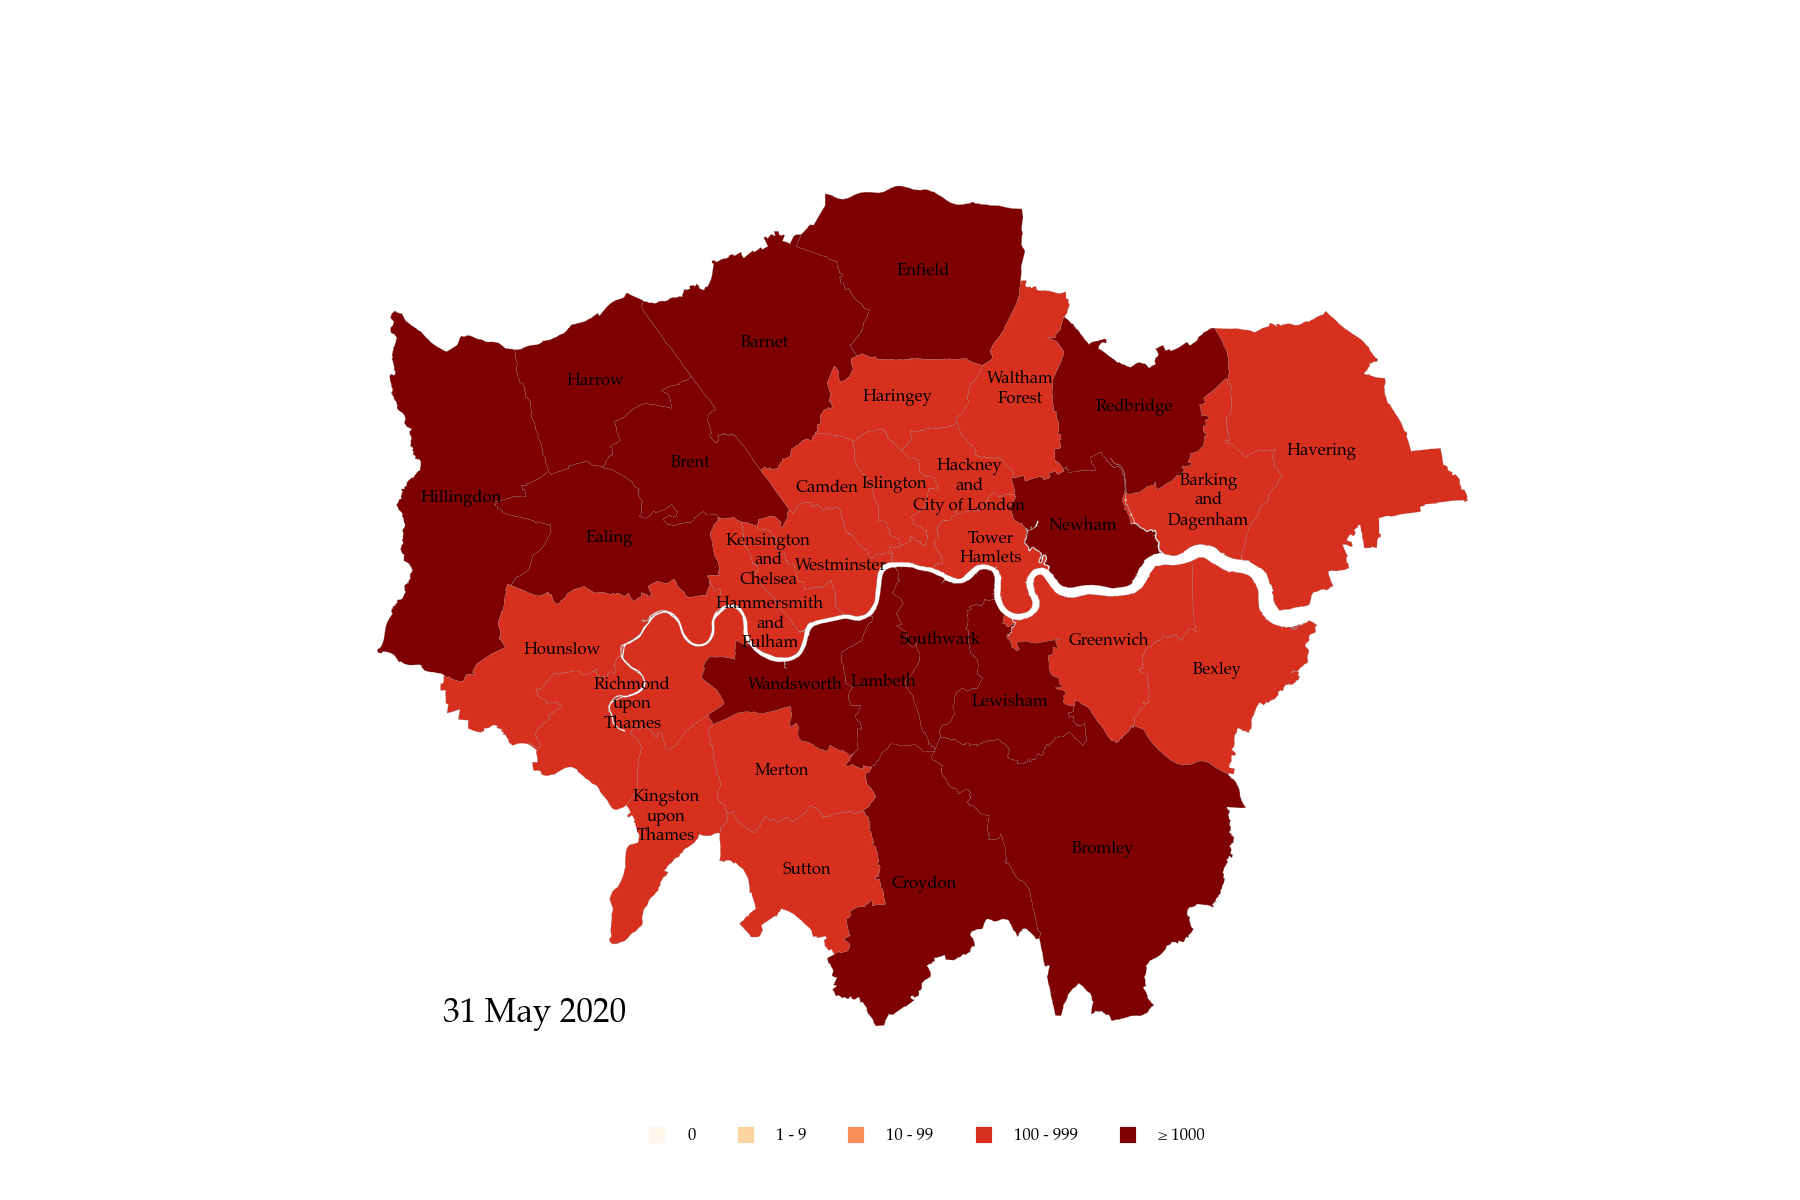 Enfield
Barnet
Harrow
Waltham
Forest
Haringey
Redbridge
Havering
Brent
Hillingdon
Camden
Islington
Hackney
and
City of London
Barking
and
Dagenham
Ealing
Newham
Kensington
and
Chelsea
Westminster
Tower
Hamlets
Hammersmith
and
Fulham
Hounslow
Southwark
Greenwich
Bexley
Richmond
upon
Thames
Wandsworth
Lambeth
Lewisham
Merton
Kingston
upon
Thames
Sutton
Croydon
Bromley
31 May 2020
0 1 - 9 10 - 99 100 - 999 ≥ 1000